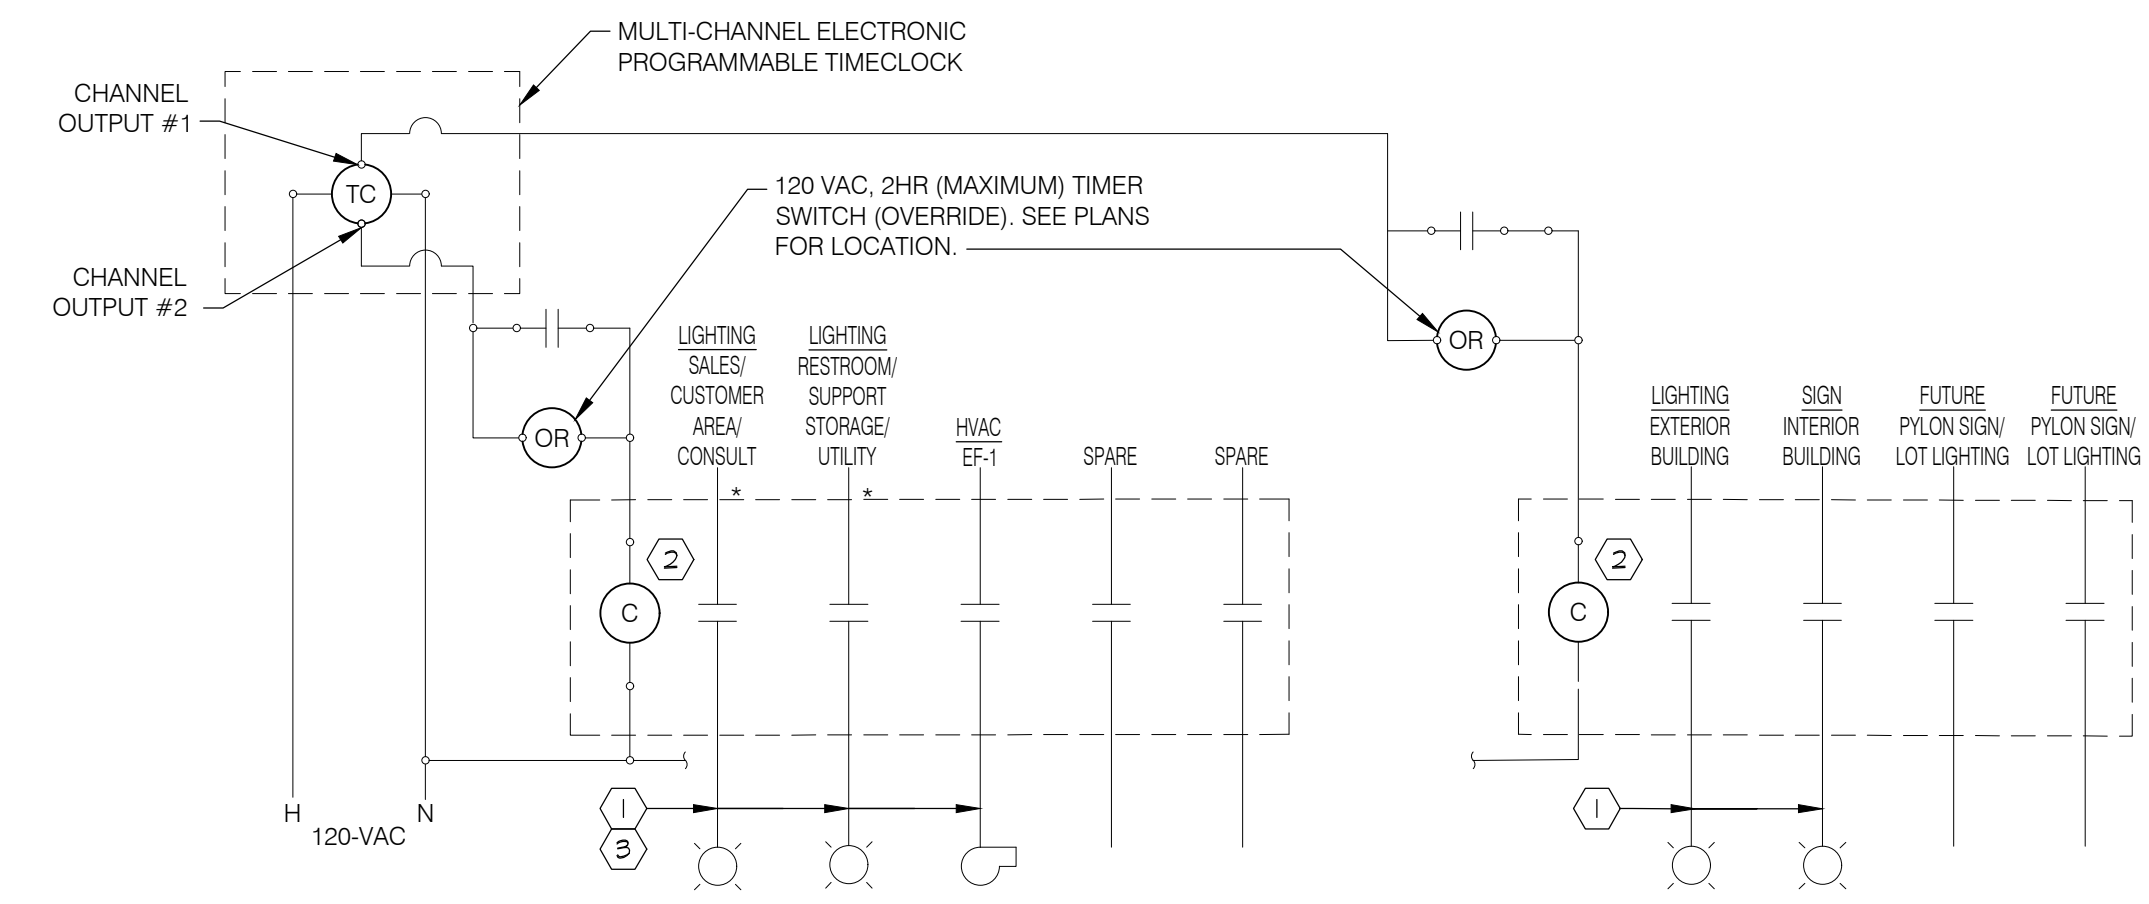 MULTI-CHANNEL ELECTRONIC
PROGRAMMABLE TIMECLOCK
CHANNEL
OUTPUT #1
TC
120 VAC, 2HR (MAXIMUM) TIMER
SWITCH (OVERRIDE). SEE PLANS
FOR LOCATION.
CHANNEL
OUTPUT #2
OR
OR
LIGHTING
SALES/
CUSTOMER
AREA/
CONSULT
*
LIGHTING
RESTROOM/
SUPPORT
STORAGE/
UTILITY
*
HVAC
EF-1
SPARE
SPARE
LIGHTING
EXTERIOR
BUILDING
SIGN
INTERIOR
BUILDING
FUTURE
PYLON SIGN/
LOT LIGHTING
FUTURE
PYLON SIGN/
LOT LIGHTING
2
C
2
C
H
N
120-VAC
1
3
1